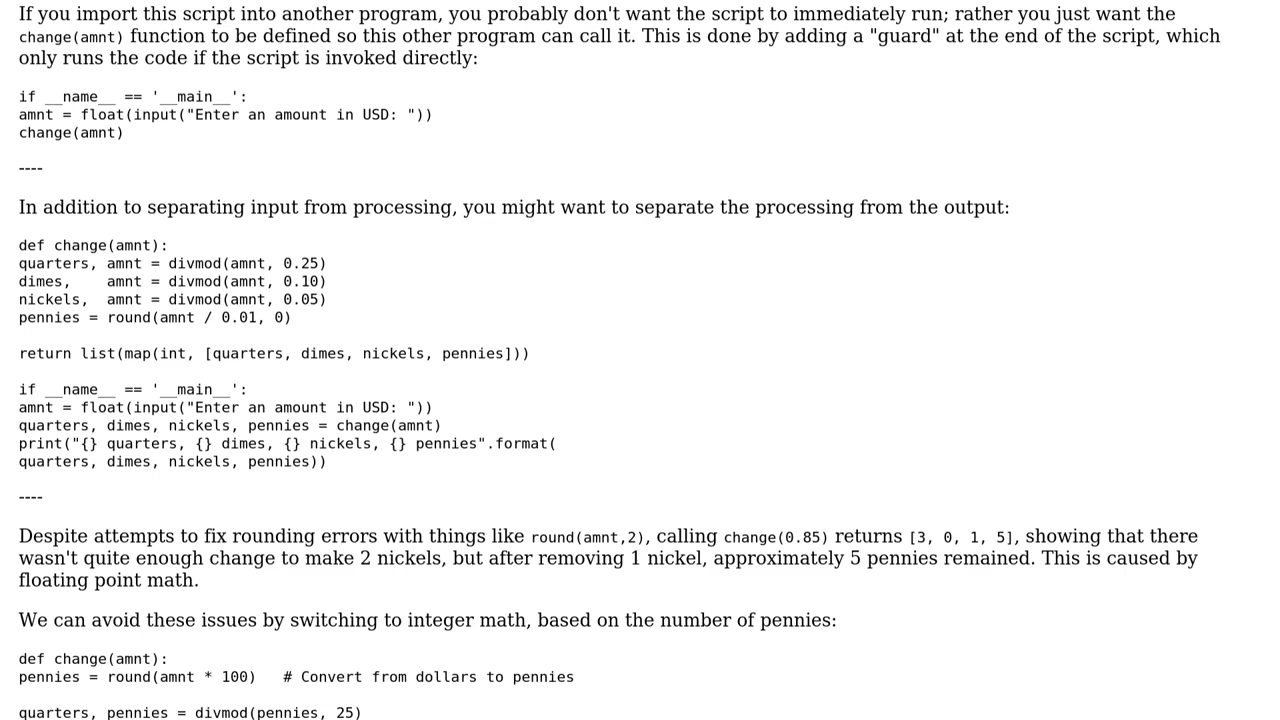 If you import this script into another program, you probably don't want the script to immediately run; rather you just want the
change(amnt) function to be defined so this other program can call it. This is done by adding a "guard" at the end of the script, which
only runs the code if the script is invoked directly:
if __name__ == '__main__':
amnt = float(input("Enter an amount in USD: "))
change(amnt)
----
In addition to separating input from processing, you might want to separate the processing from the output:
def change(amnt):
quarters, amnt = divmod(amnt, 0.25)
dimes,    amnt = divmod(amnt, 0.10)
nickels,  amnt = divmod(amnt, 0.05)
pennies = round(amnt / 0.01, 0)
return list(map(int, [quarters, dimes, nickels, pennies]))
if __name__ == '__main__':
amnt = float(input("Enter an amount in USD: "))
quarters, dimes, nickels, pennies = change(amnt)
print("{} quarters, {} dimes, {} nickels, {} pennies".format(
quarters, dimes, nickels, pennies))
----
Despite attempts to fix rounding errors with things like round(amnt,2), calling change(0.85) returns [3, 0, 1, 5], showing that there
wasn't quite enough change to make 2 nickels, but after removing 1 nickel, approximately 5 pennies remained. This is caused by
floating point math.
We can avoid these issues by switching to integer math, based on the number of pennies:
def change(amnt):
pennies = round(amnt * 100)   # Convert from dollars to pennies
quarters, pennies = divmod(pennies, 25)